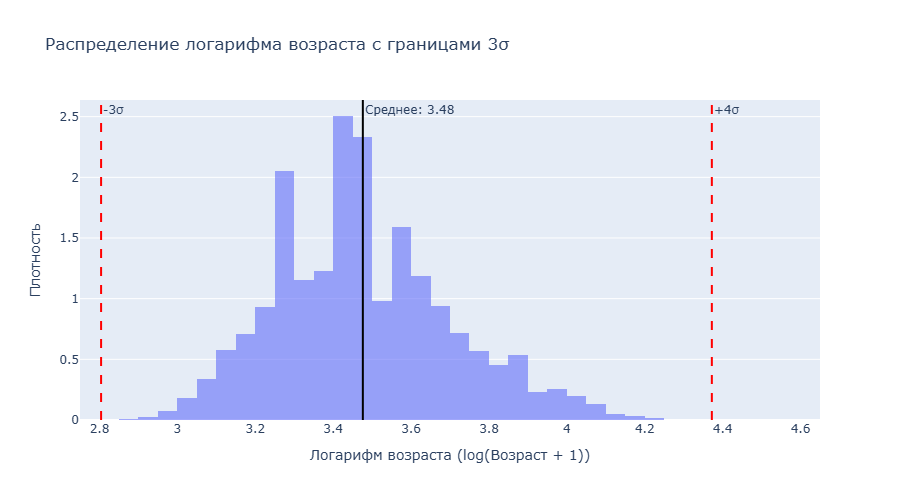 Распределение логарифма возраста с границами 3σ
-3σ
Среднее: 3.48
+4σ
2.5
2
1.5
1
0.5
0
Плотность
2.8 3 3.2 3.4 3.6 3.8 4 4.2 4.4 4.6
Логарифм возраста (log(Возраст + 1))